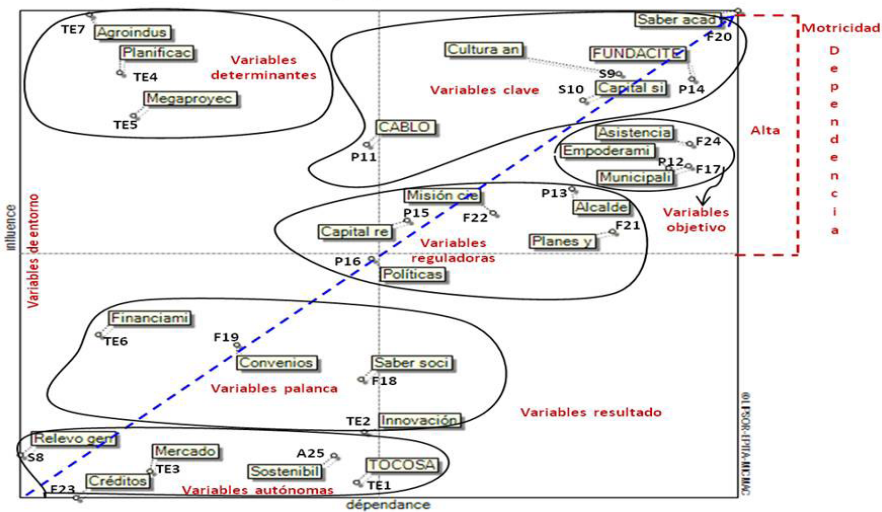 Saber acad
F20
Motricidad
Dependencia
Alta
TE7
Agroindus
Planificac
TE4
Megaproyec
TE5
Variables
determinantes
Cultura an
FUNDACITE
S9
S10
Capital si
P14
Variables clave
CABLO
P11
Asistencia
F24
Empoderami
P12
F17
Municipali
Variables
objetivo
Misión cre
P13
Alcalde
P15
F22
Capital re
F21
Planes y
Variables
reguladoras
P16
Políticas
influence
Variables de entorno
Financiami
TE6
F19
Convenios
Saber soci
F18
Variables palanca
TE2
Innovación
Variables resultado
Relevo gen
S8
Mercado
TE3
A25
Sostenibil
TOCOSA
TE1
Créditos
F23
Variables autónomas
dépendance
©LIPSOR-EPITA-MICMAC